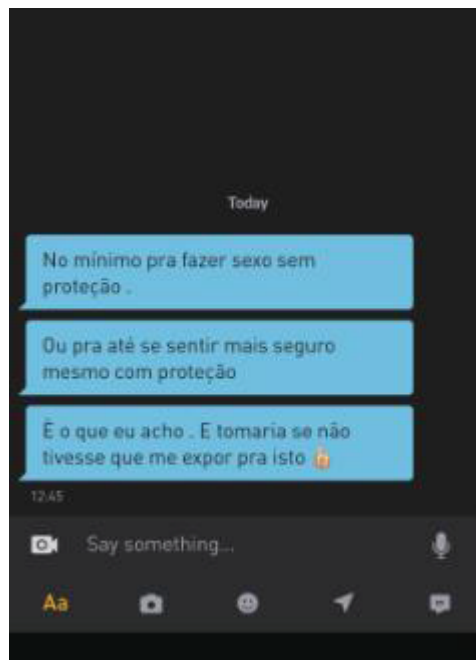 Today
No mínimo pra fazer sexo sem
proteção .
Ou pra até se sentir mais seguro
mesmo com proteção
É o que eu acho . E tomaria se não
tivesse que me expor pra isto
12:45
Say something...
Aa